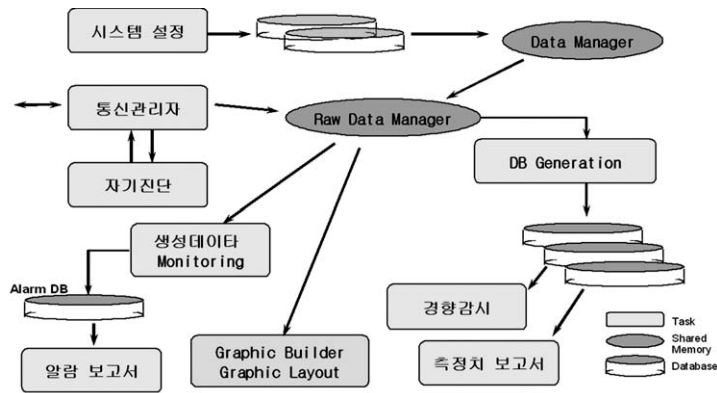 시스템 설정
Data Manager
통신관리자
Raw Data Manager
DB Generation
자기진단
생성데이타
Monitoring
Alarm DB
경향감시
Task
Shared
Memory
Database
알람 보고서
Graphic Builder
Graphic Layout
측정치 보고서